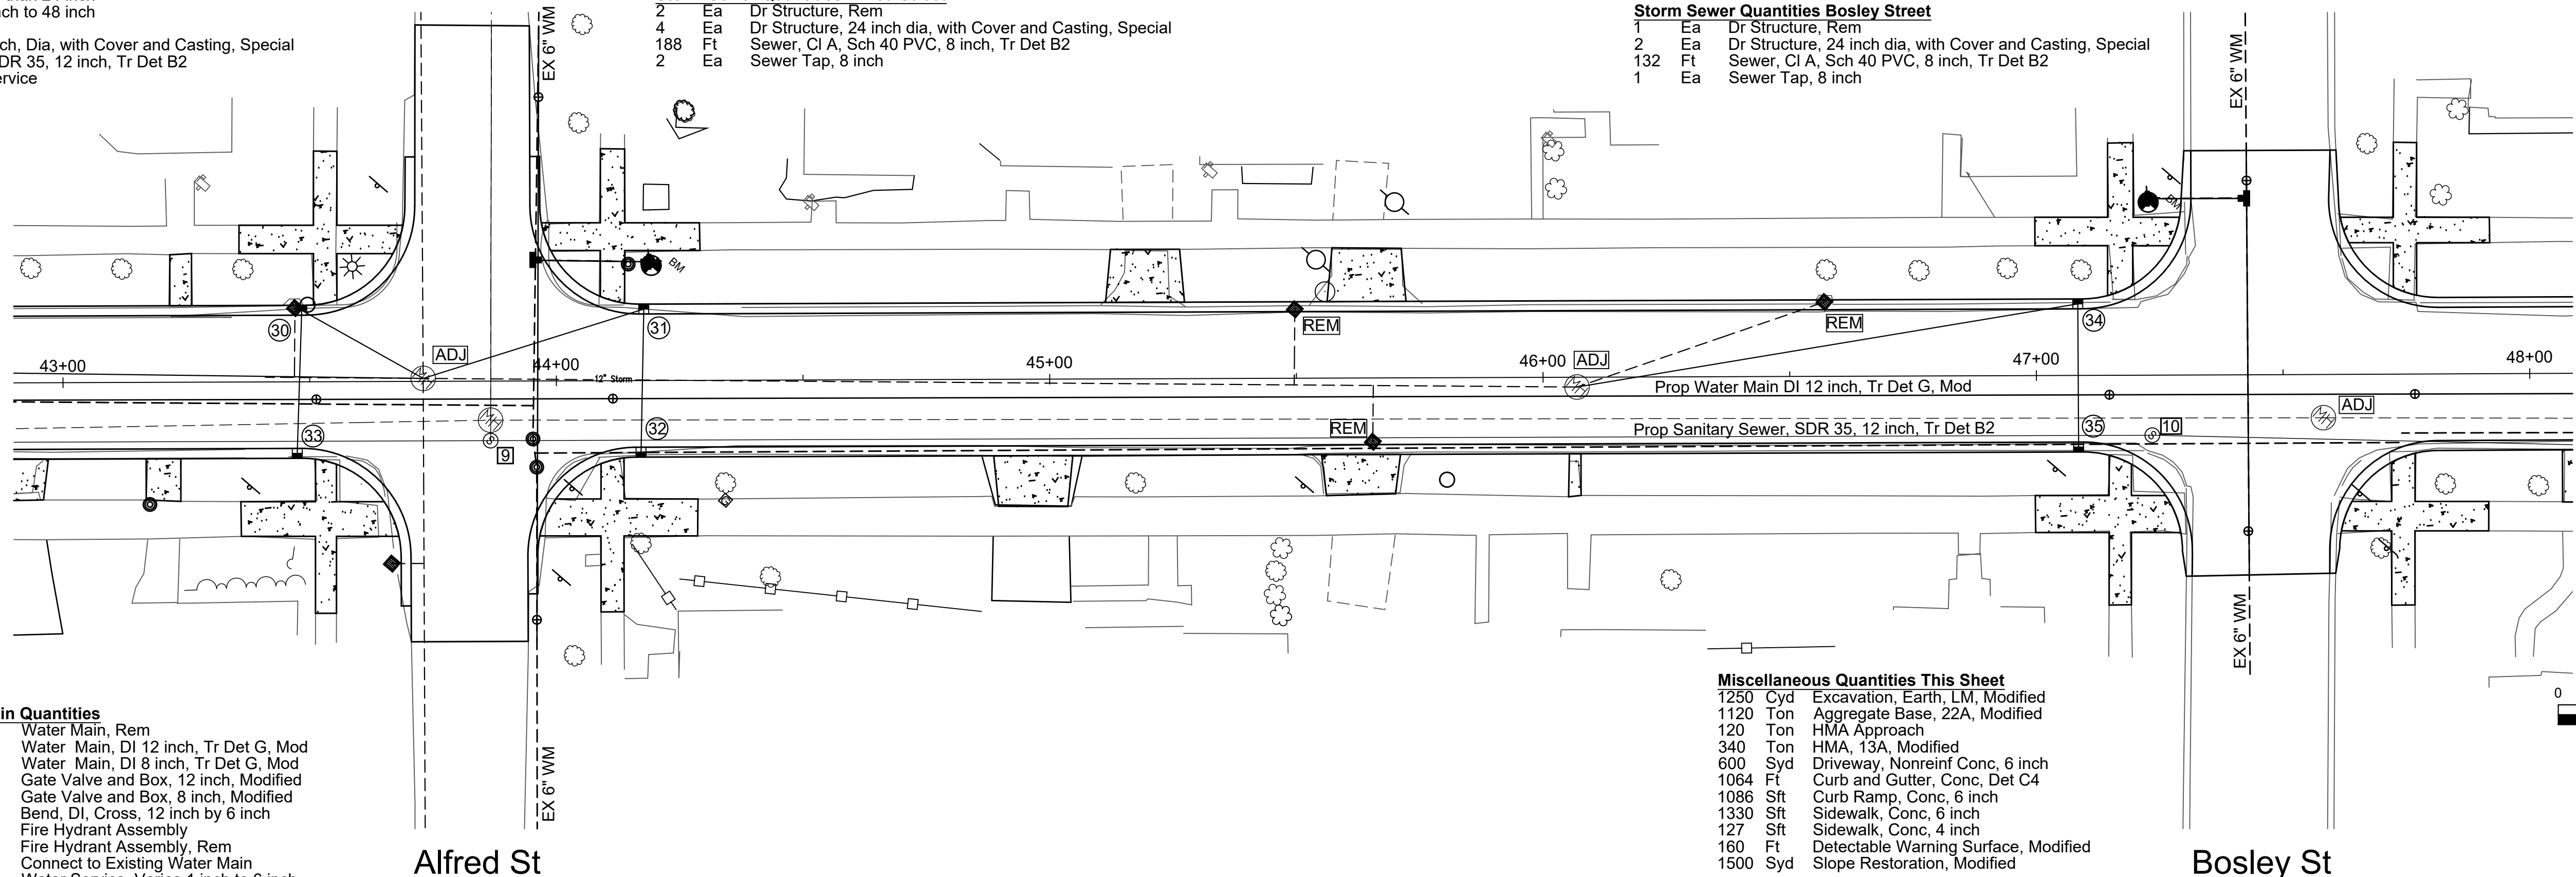 nch to 48 inch
ch, Dia, with Cover and Casting, Special
DR 35, 12 inch, Tr Det B2
ervice
2 Ea Dr Structure, Rem
4 Ea Dr Structure, 24 inch dia, with Cover and Casting, Special
188 Ft Sewer, Cl A, Sch 40 PVC, 8 inch, Tr Det B2
2 Ea Sewer Tap, 8 inch
Storm Sewer Quantities Bosley Street
1 Ea Dr Structure, Rem
2 Ea Dr Structure, 24 inch dia, with Cover and Casting, Special
132 Ft Sewer, Cl A, Sch 40 PVC, 8 inch, Tr Det B2
1 Ea Sewer Tap, 8 inch
EX 6" WM
EX 6" WM
BM
BM
30
31
REM
REM
34
ADJ
43+00
44+00
45+00
46+00
ADJ
47+00
48+00
12" Storm
Prop Water Main DI 12 inch, Tr Det G, Mod
MH
MH
MH
MH
ADJ
33
32
REM
Prop Sanitary Sewer, SDR 35, 12 inch, Tr Det B2
35
S
10
S
9
EX 6" WM
EX 6" WM
in Quantities
Water Main, Rem
Water Main, DI 12 inch, Tr Det G, Mod
Water Main, DI 8 inch, Tr Det G, Mod
Gate Valve and Box, 12 inch, Modified
Gate Valve and Box, 8 inch, Modified
Bend, DI, Cross, 12 inch by 6 inch
Fire Hydrant Assembly
Fire Hydrant Assembly, Rem
Connect to Existing Water Main
Water Service, Varies 1 inch to 6 inch
Alfred St
Miscellaneous Quantities This Sheet
1250 Cyd Excavation, Earth, LM, Modified
1120 Ton Aggregate Base, 22A, Modified
120 Ton HMA Approach
340 Ton HMA, 13A, Modified
600 Syd Driveway, Nonreinf Conc, 6 inch
1064 Ft Curb and Gutter, Conc, Det C4
1086 Sft Curb Ramp, Conc, 6 inch
1330 Sft Sidewalk, Conc, 6 inch
127 Sft Sidewalk, Conc, 4 inch
160 Ft Detectable Warning Surface, Modified
1500 Syd Slope Restoration, Modified
0
Bosley St